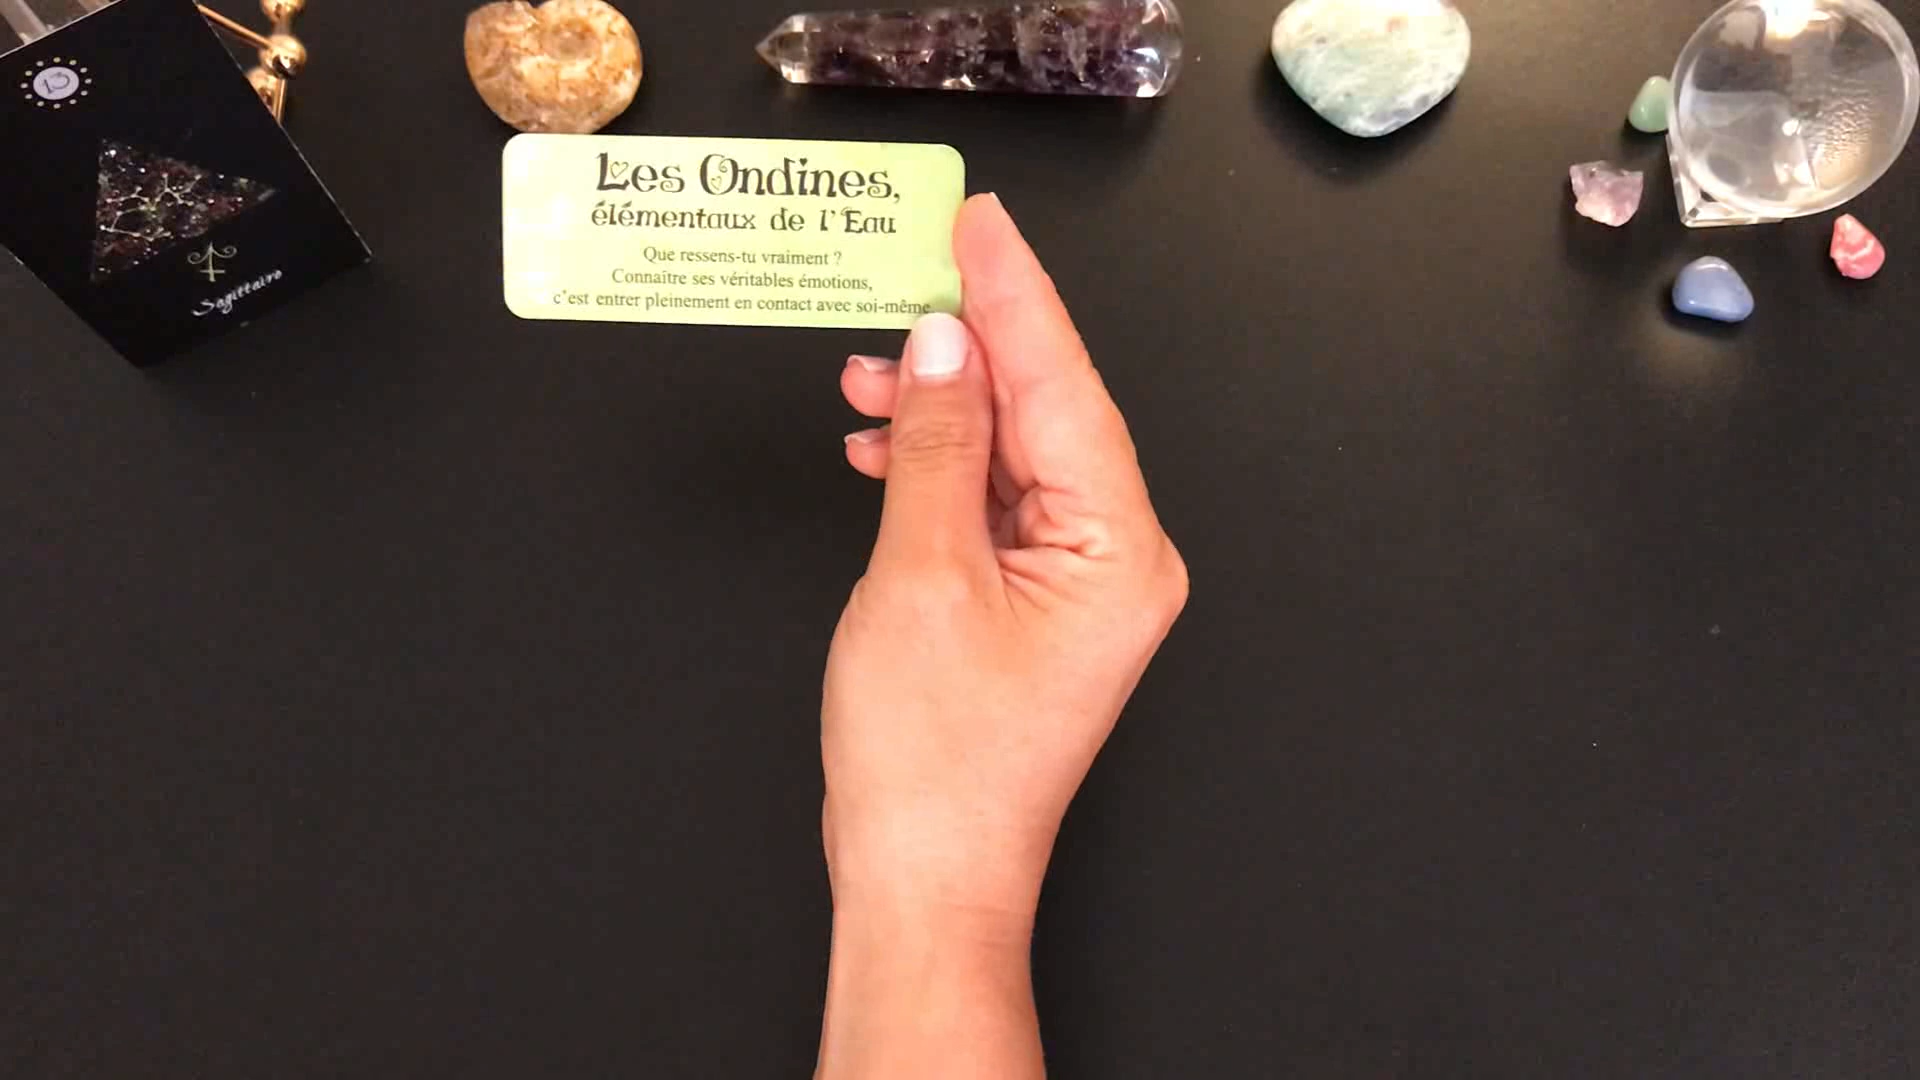 13
Sagittaire
Les Ondines,
élémentaux de l'Eau
Que ressens-tu vraiment ?
Connaître ses véritables émotions,
c'est entrer pleinement en contact avec soi-même.